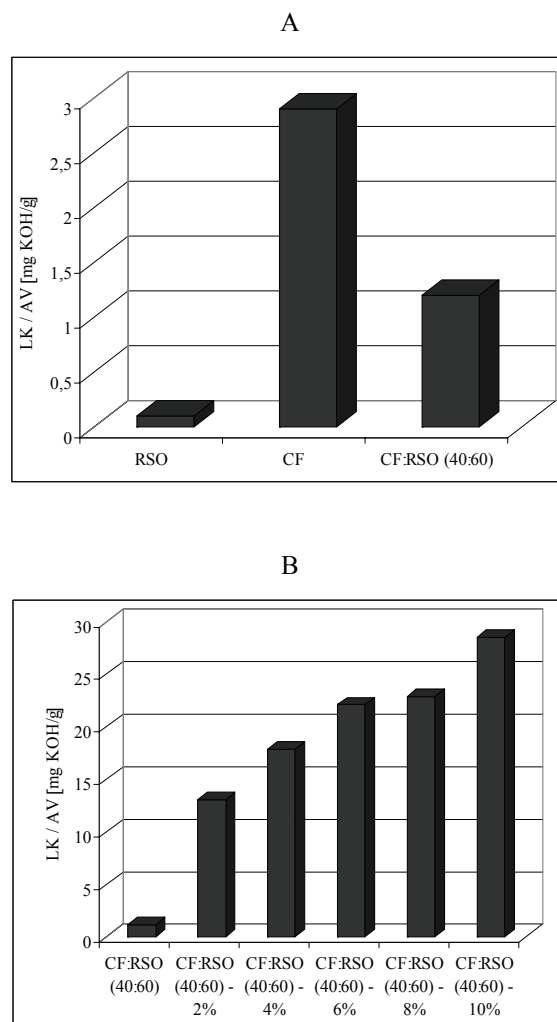 A
LK / AV [mg KOH/g]
3
2,5
2
1,5
1
0,5
0
RSO CF CF:RSO (40:60)
B
LK / AV [mg KOH/g]
30
25
20
15
10
5
0
CF:RSO CF:RSO CF:RSO CF:RSO CF:RSO CF:RSO
(40:60) (40:60) - (40:60) - (40:60) - (40:60) - (40:60) -
2% 4% 6% 8% 10%